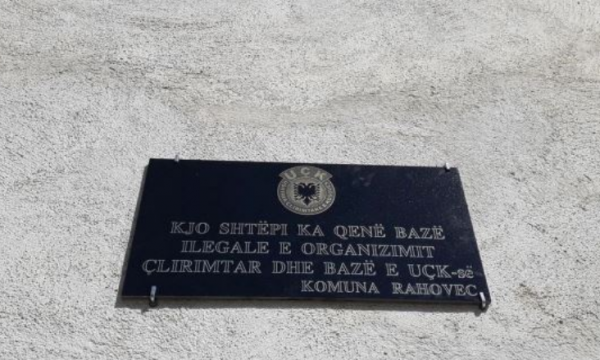 UÇK
KJO SHTËPI KA QENË BAZË
ILEGALE E ORGANIZIMIT
ÇLIRIMTAR DHE BAZË E UÇK-së
KOMUNA RAHOVEC